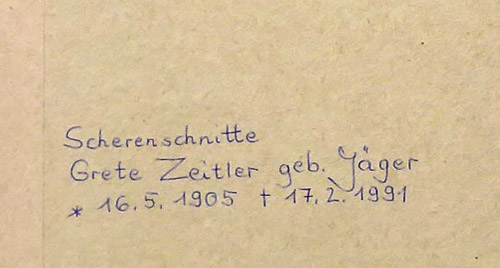 Scherenschnitte
Grete Zeitler geb. Jäger
* 16.5.1905 † 17.2.1991